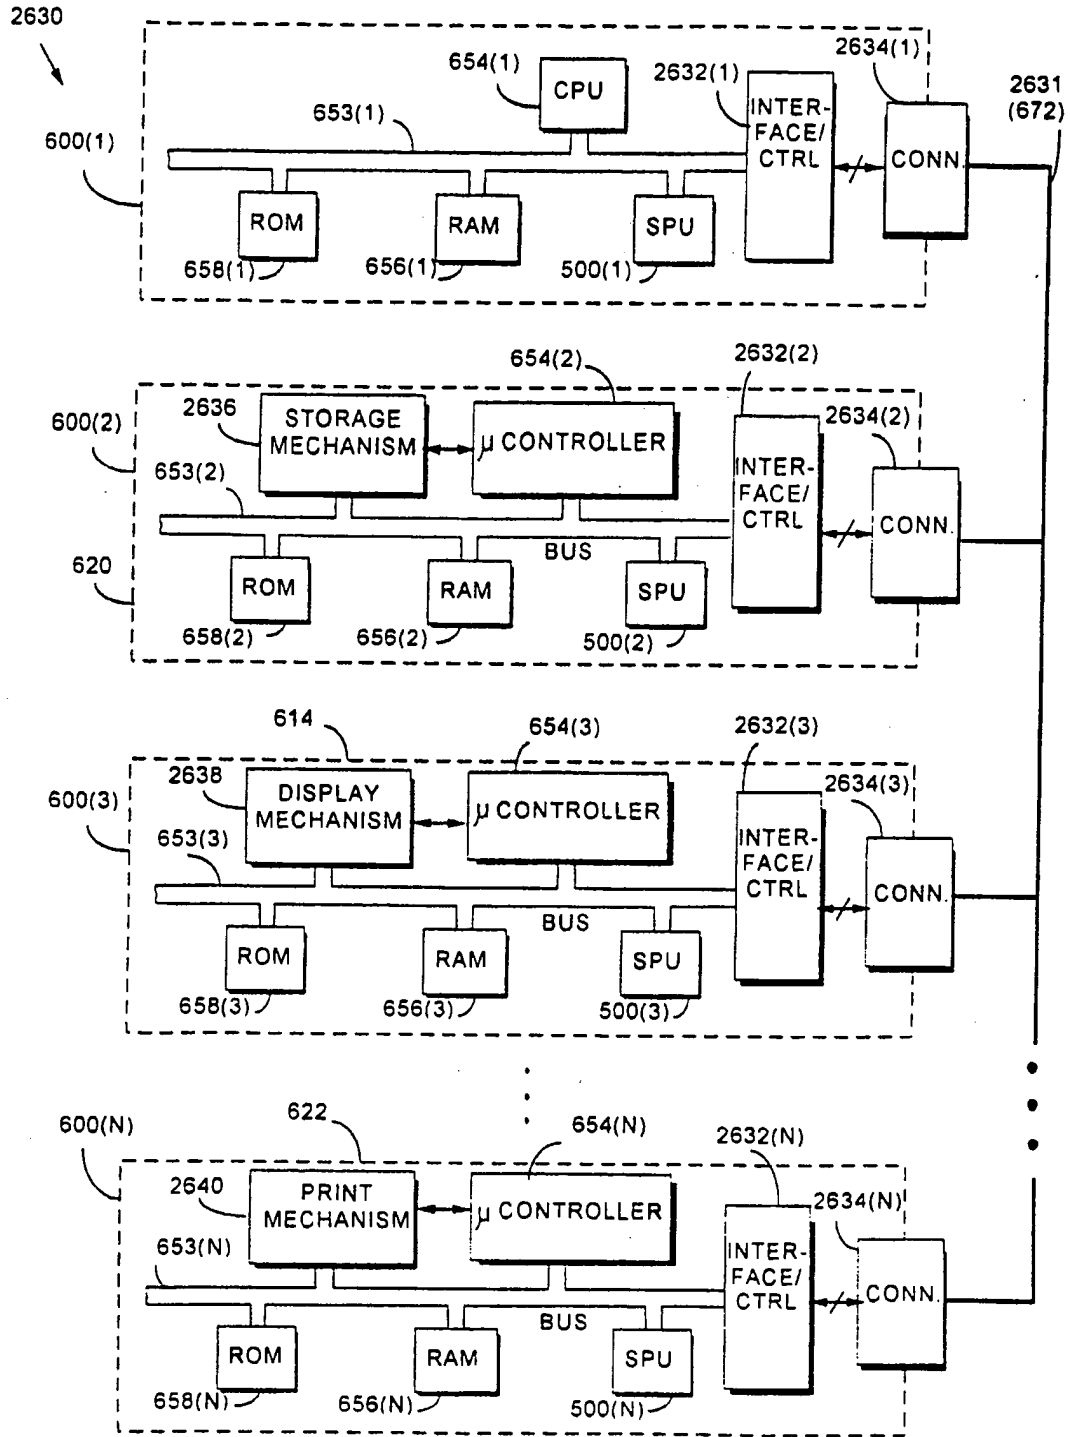 2630
654(1)
2632(1)
2634(1)
2631
(672)
600(1)
653(1)
CPU
INTER-
FACE/
CTRL
CONN.
ROM
RAM
SPU
658(1)
656(1)
500(1)
654(2)
2632(2)
2634(2)
600(2)
2636
STORAGE
MECHANISM
μ CONTROLLER
INTER-
FACE/
CTRL
CONN.
653(2)
BUS
620
ROM
RAM
SPU
658(2)
656(2)
500(2)
614
654(3)
2632(3)
2634(3)
600(3)
2638
DISPLAY
MECHANISM
μ CONTROLLER
INTER-
FACE/
CTRL
CONN.
653(3)
BUS
ROM
RAM
SPU
658(3)
656(3)
500(3)
622
654(N)
2632(N)
2634(N)
600(N)
2640
PRINT
MECHANISM
μ CONTROLLER
INTER-
FACE/
CTRL
CONN.
653(N)
BUS
ROM
RAM
SPU
658(N)
656(N)
500(N)